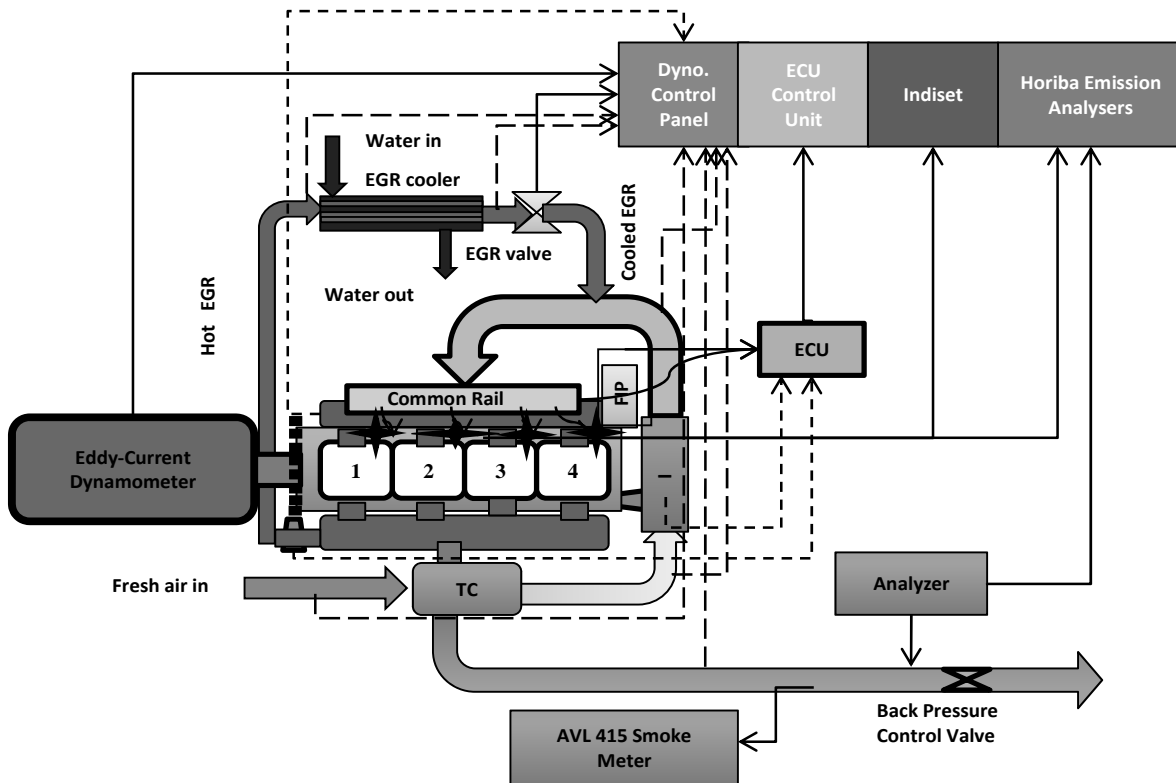 Dyno.
Control
Panel
ECU
Control
Unit
Indiset
Horiba Emission
Analysers
Water in
EGR cooler
EGR valve
Water out
Hot EGR
Cooled EGR
ECU
FIP
Common Rail
Eddy-Current
Dynamometer
1
2
3
4
I
Fresh air in
TC
Analyzer
Back Pressure
Control Valve
AVL 415 Smoke
Meter